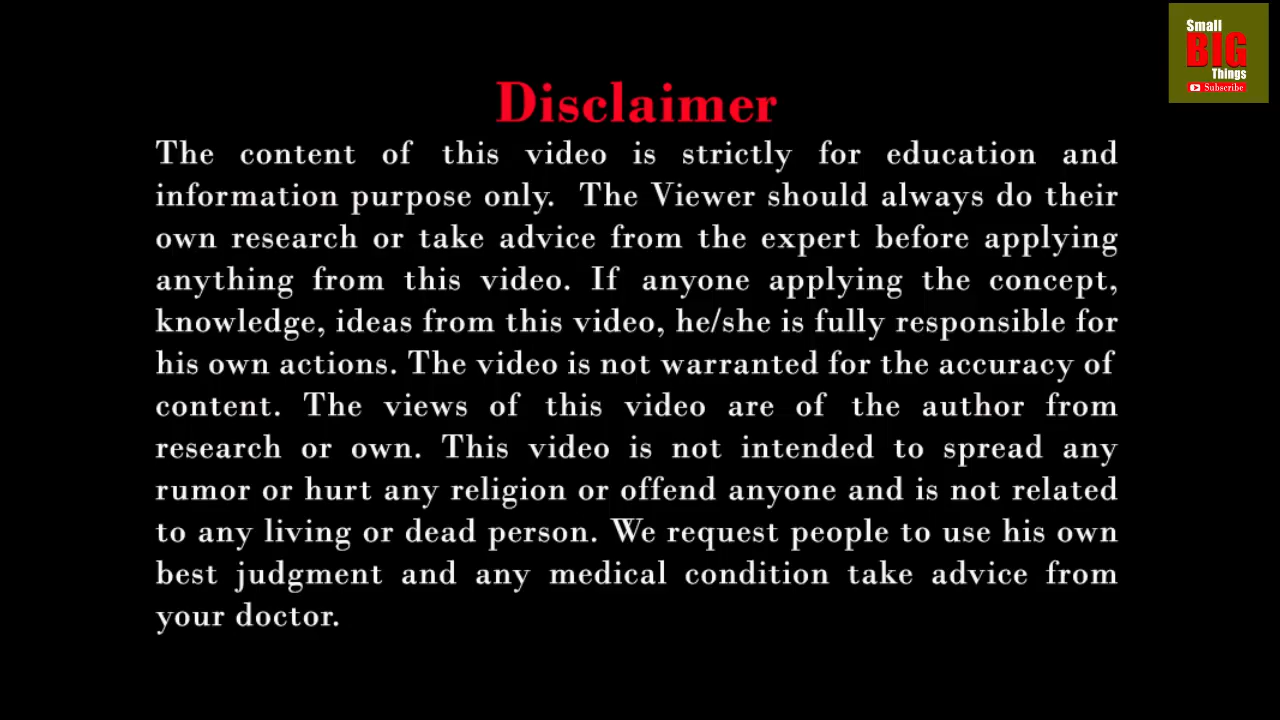 Small
BIG
Things
Subscribe
Disclaimer
The content of this video is strictly for education and
information purpose only. The Viewer should always do their
own research or take advice from the expert before applying
anything from this video. If anyone applying the concept,
knowledge, ideas from this video, he/she is fully responsible for
his own actions. The video is not warranted for the accuracy of
content. The views of this video are of the author from
research or own. This video is not intended to spread any
rumor or hurt any religion or offend anyone and is not related
to any living or dead person. We request people to use his own
best judgment and any medical condition take advice from
your doctor.